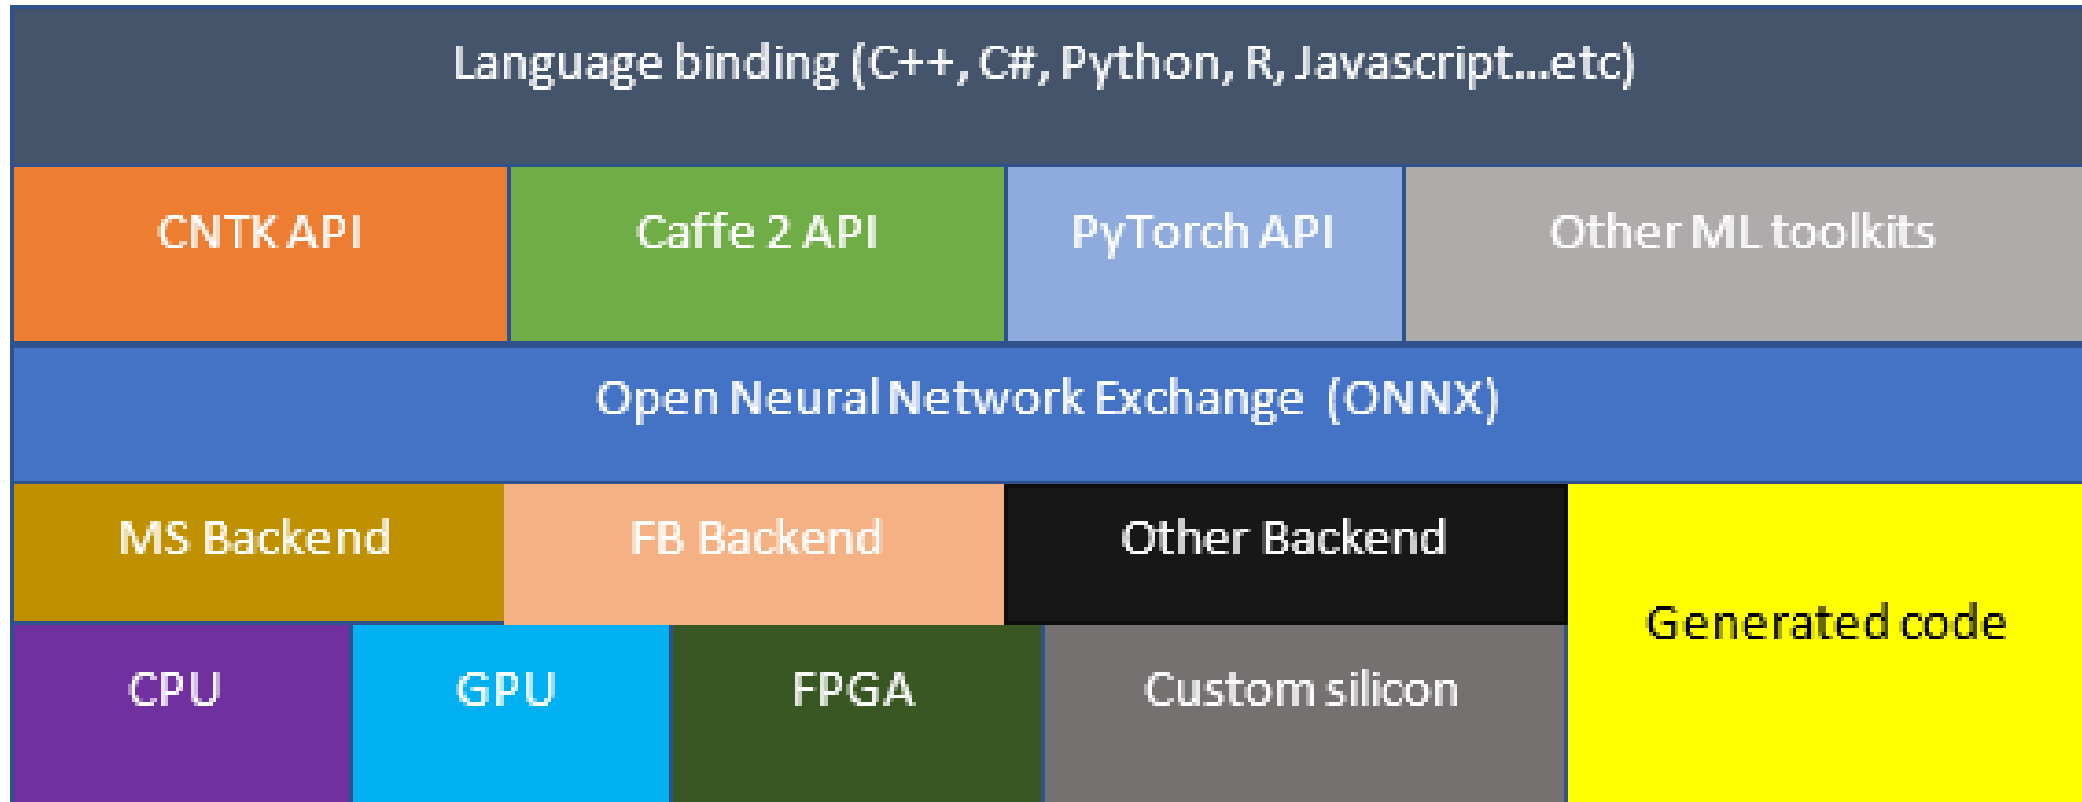 Language binding (C++, C#, Python, R, Javascript...etc)
CNTK API
Caffe 2 API
PyTorch API
Other ML toolkits
Open Neural Network Exchange (ONNX)
MS Backend
FB Backend
Other Backend
Generated code
CPU
GPU
FPGA
Custom silicon